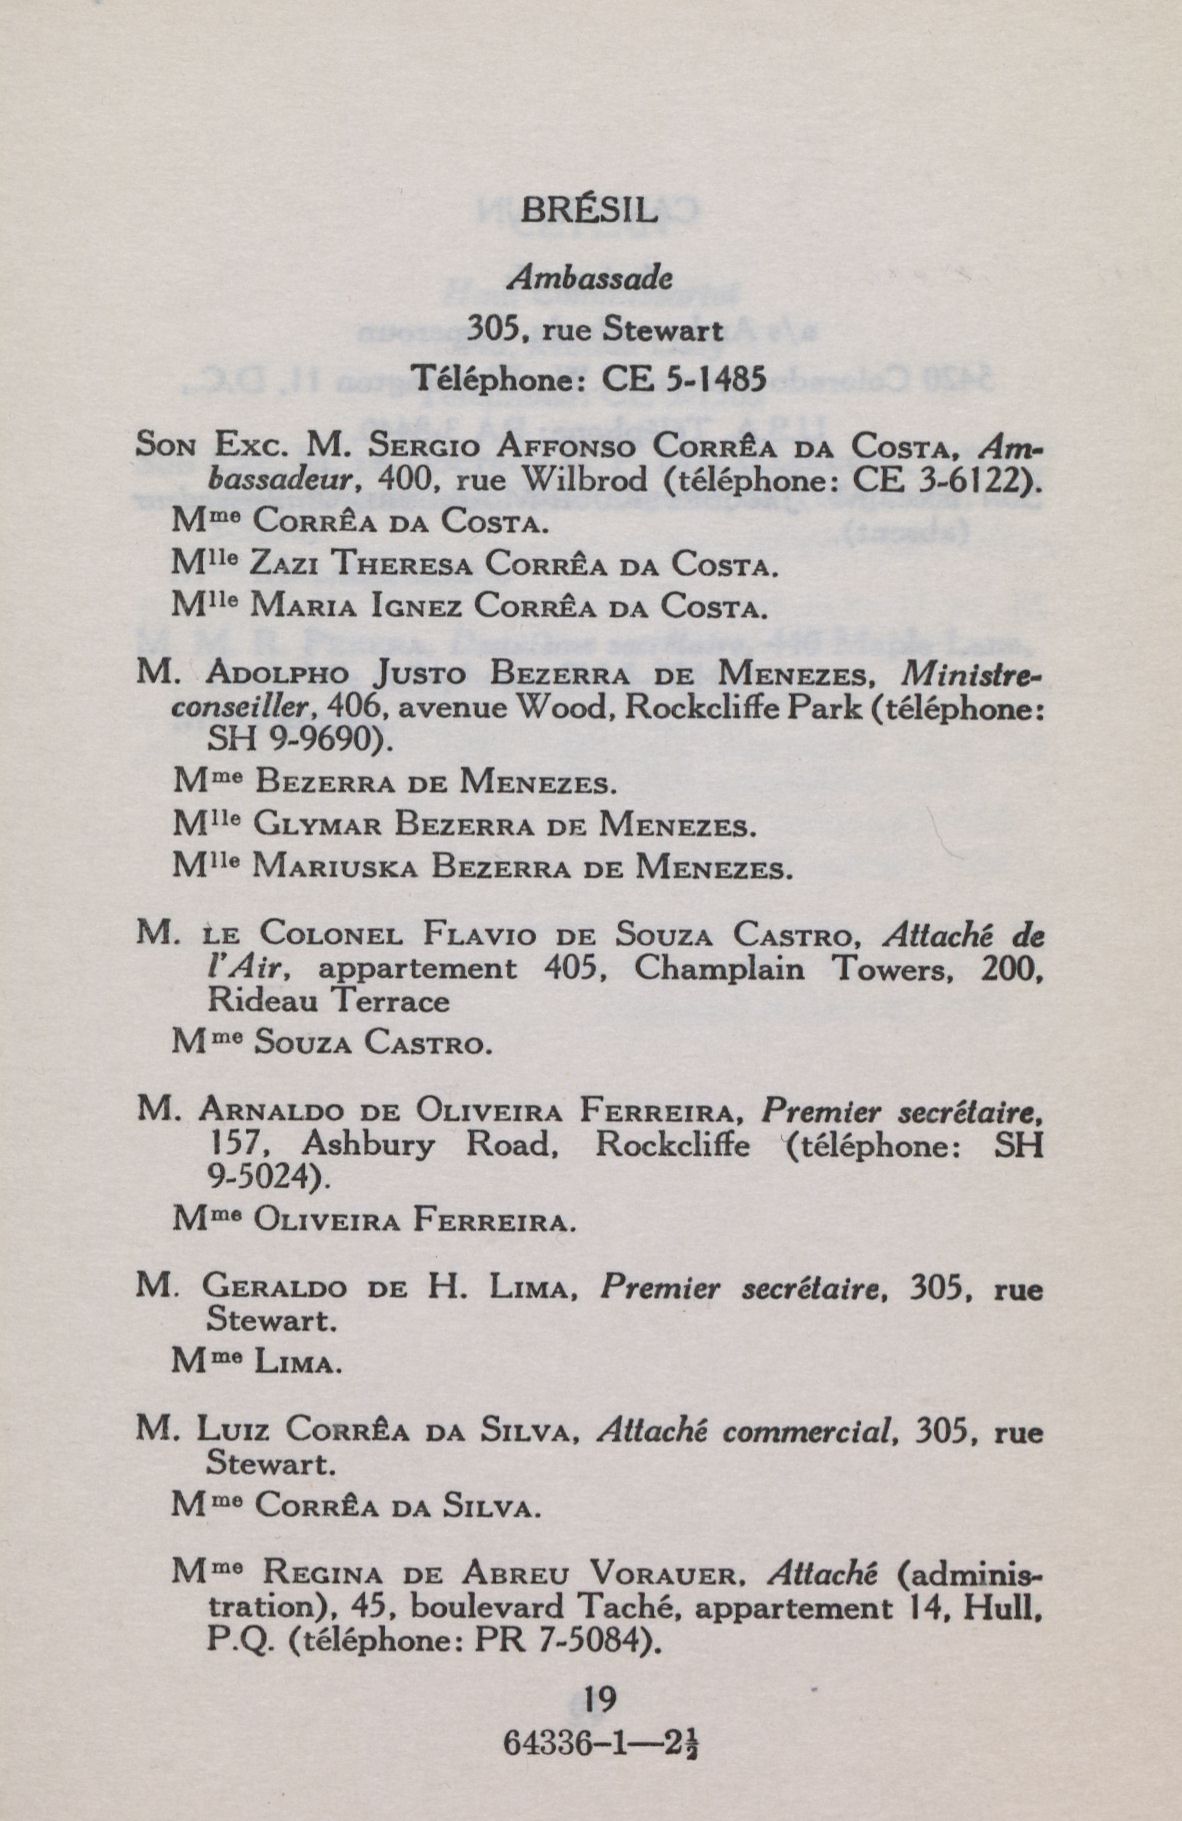 BRÉSIL
Ambassade
305, rue Stewart
Téléphone: CE 5-1485
SON EXC. M. SERGIO AFFONSO CORRÊA DA COSTA, Am-
bassadeur, 400, rue Wilbrod (téléphone: CE 3-6122).
Mme CORRÊA DA COSTA.
Mlle ZAZI THERESA CORRÊA DA COSTA.
Mlle MARIA IGNEZ CORRÊA DA COSTA.
M. ADOLPHO JUSTO BEZERRA DE MENEZES, Ministre-
conseiller, 406, avenue Wood, Rockcliffe Park (téléphone:
SH 9-9690).
Mme BEZERRA DE MENEZES.
Mlle GLYMAR BEZERRA DE MENEZES.
Mlle MARIUSKA BEZERRA DE MENEZES.
M. LE COLONEL FLAVIO DE SOUZA CASTRO, Attaché de
l'Air, appartement 405, Champlain Towers, 200,
Rideau Terrace
Mme SOUZA CASTRO.
M. ARNALDO DE OLIVEIRA FERREIRA, Premier secrétaire,
157, Ashbury Road, Rockcliffe (téléphone: SH
9-5024).
Mme OLIVEIRA FERREIRA.
M. GERALDO DE H. LIMA, Premier secrétaire, 305, rue
Stewart.
Mme LIMA.
M. LUIZ CORRÊA DA SILVA, Attaché commercial, 305, rue
Stewart.
Mme CORRÊA DA SILVA.
Mme REGINA DE ABREU VORAUER, Attaché (adminis-
tration), 45, boulevard Taché, appartement 14, Hull,
P.Q. (téléphone: PR 7-5084).
19
64336-1—2½